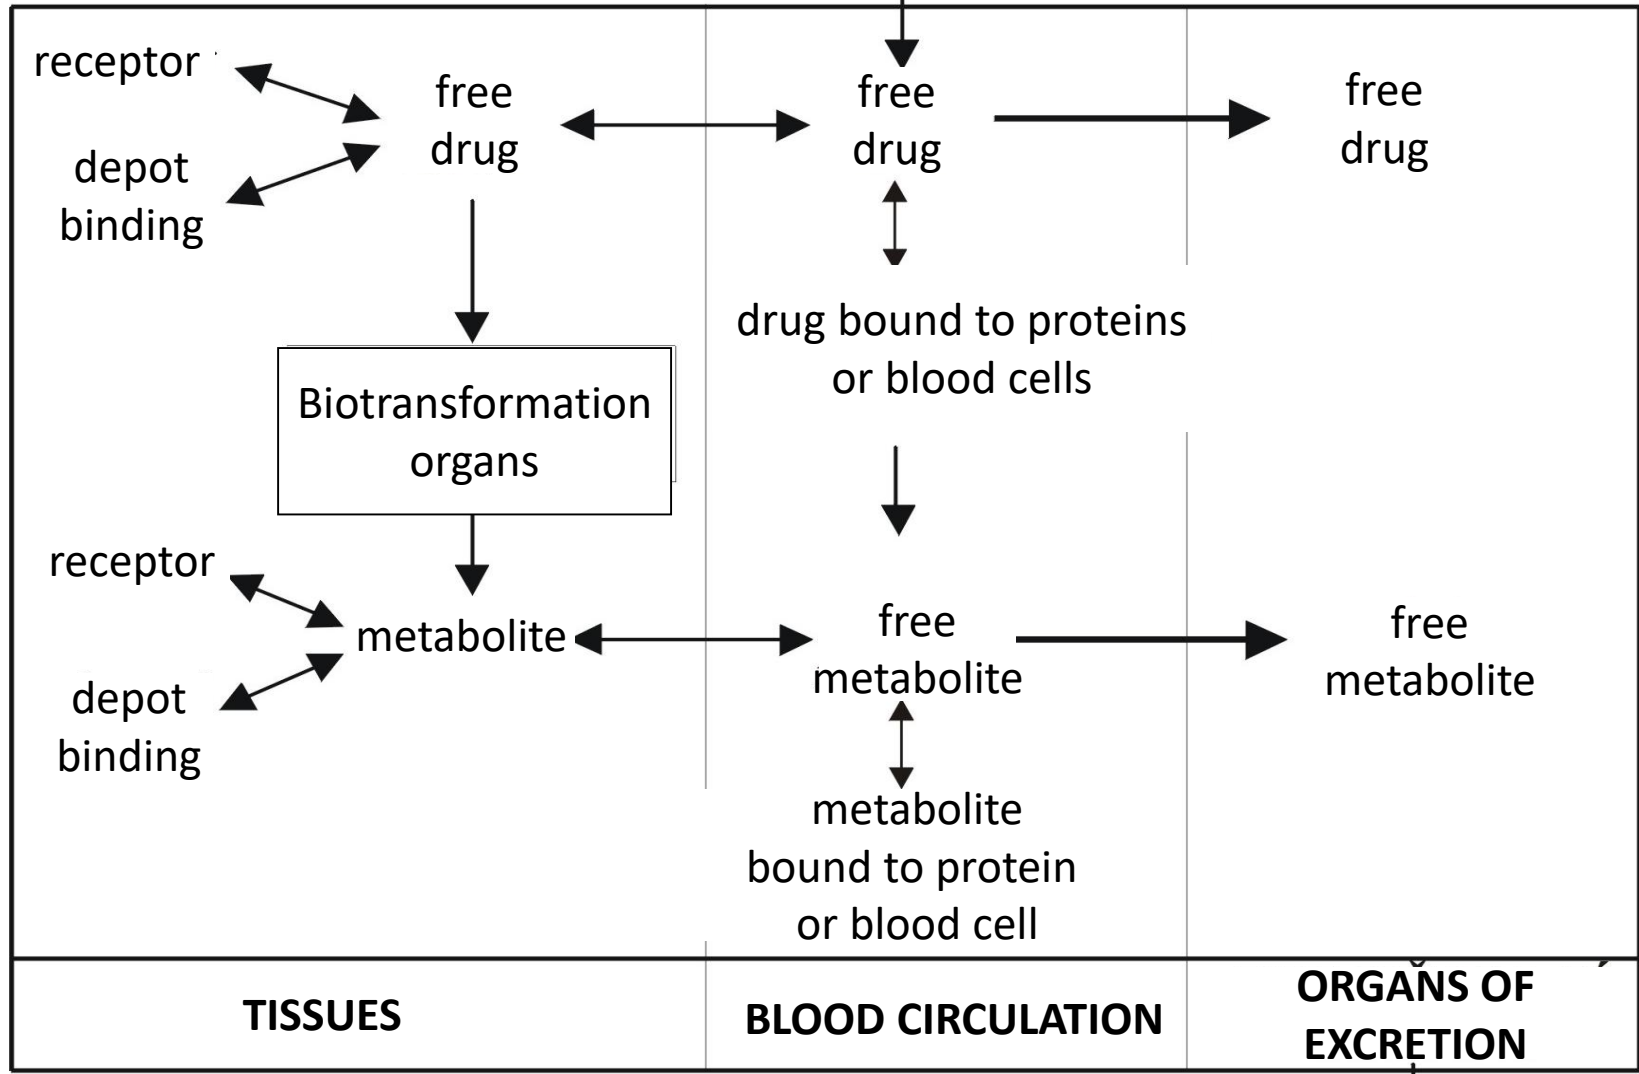 receptor
depot
binding
free
drug
free
drug
free
drug
drug bound to proteins
or blood cells
Biotransformation
organs
receptor
depot
binding
metabolite
free
metabolite
free
metabolite
metabolite
bound to protein
or blood cell
TISSUES
BLOOD CIRCULATION
ORGANS OF
EXCRETION